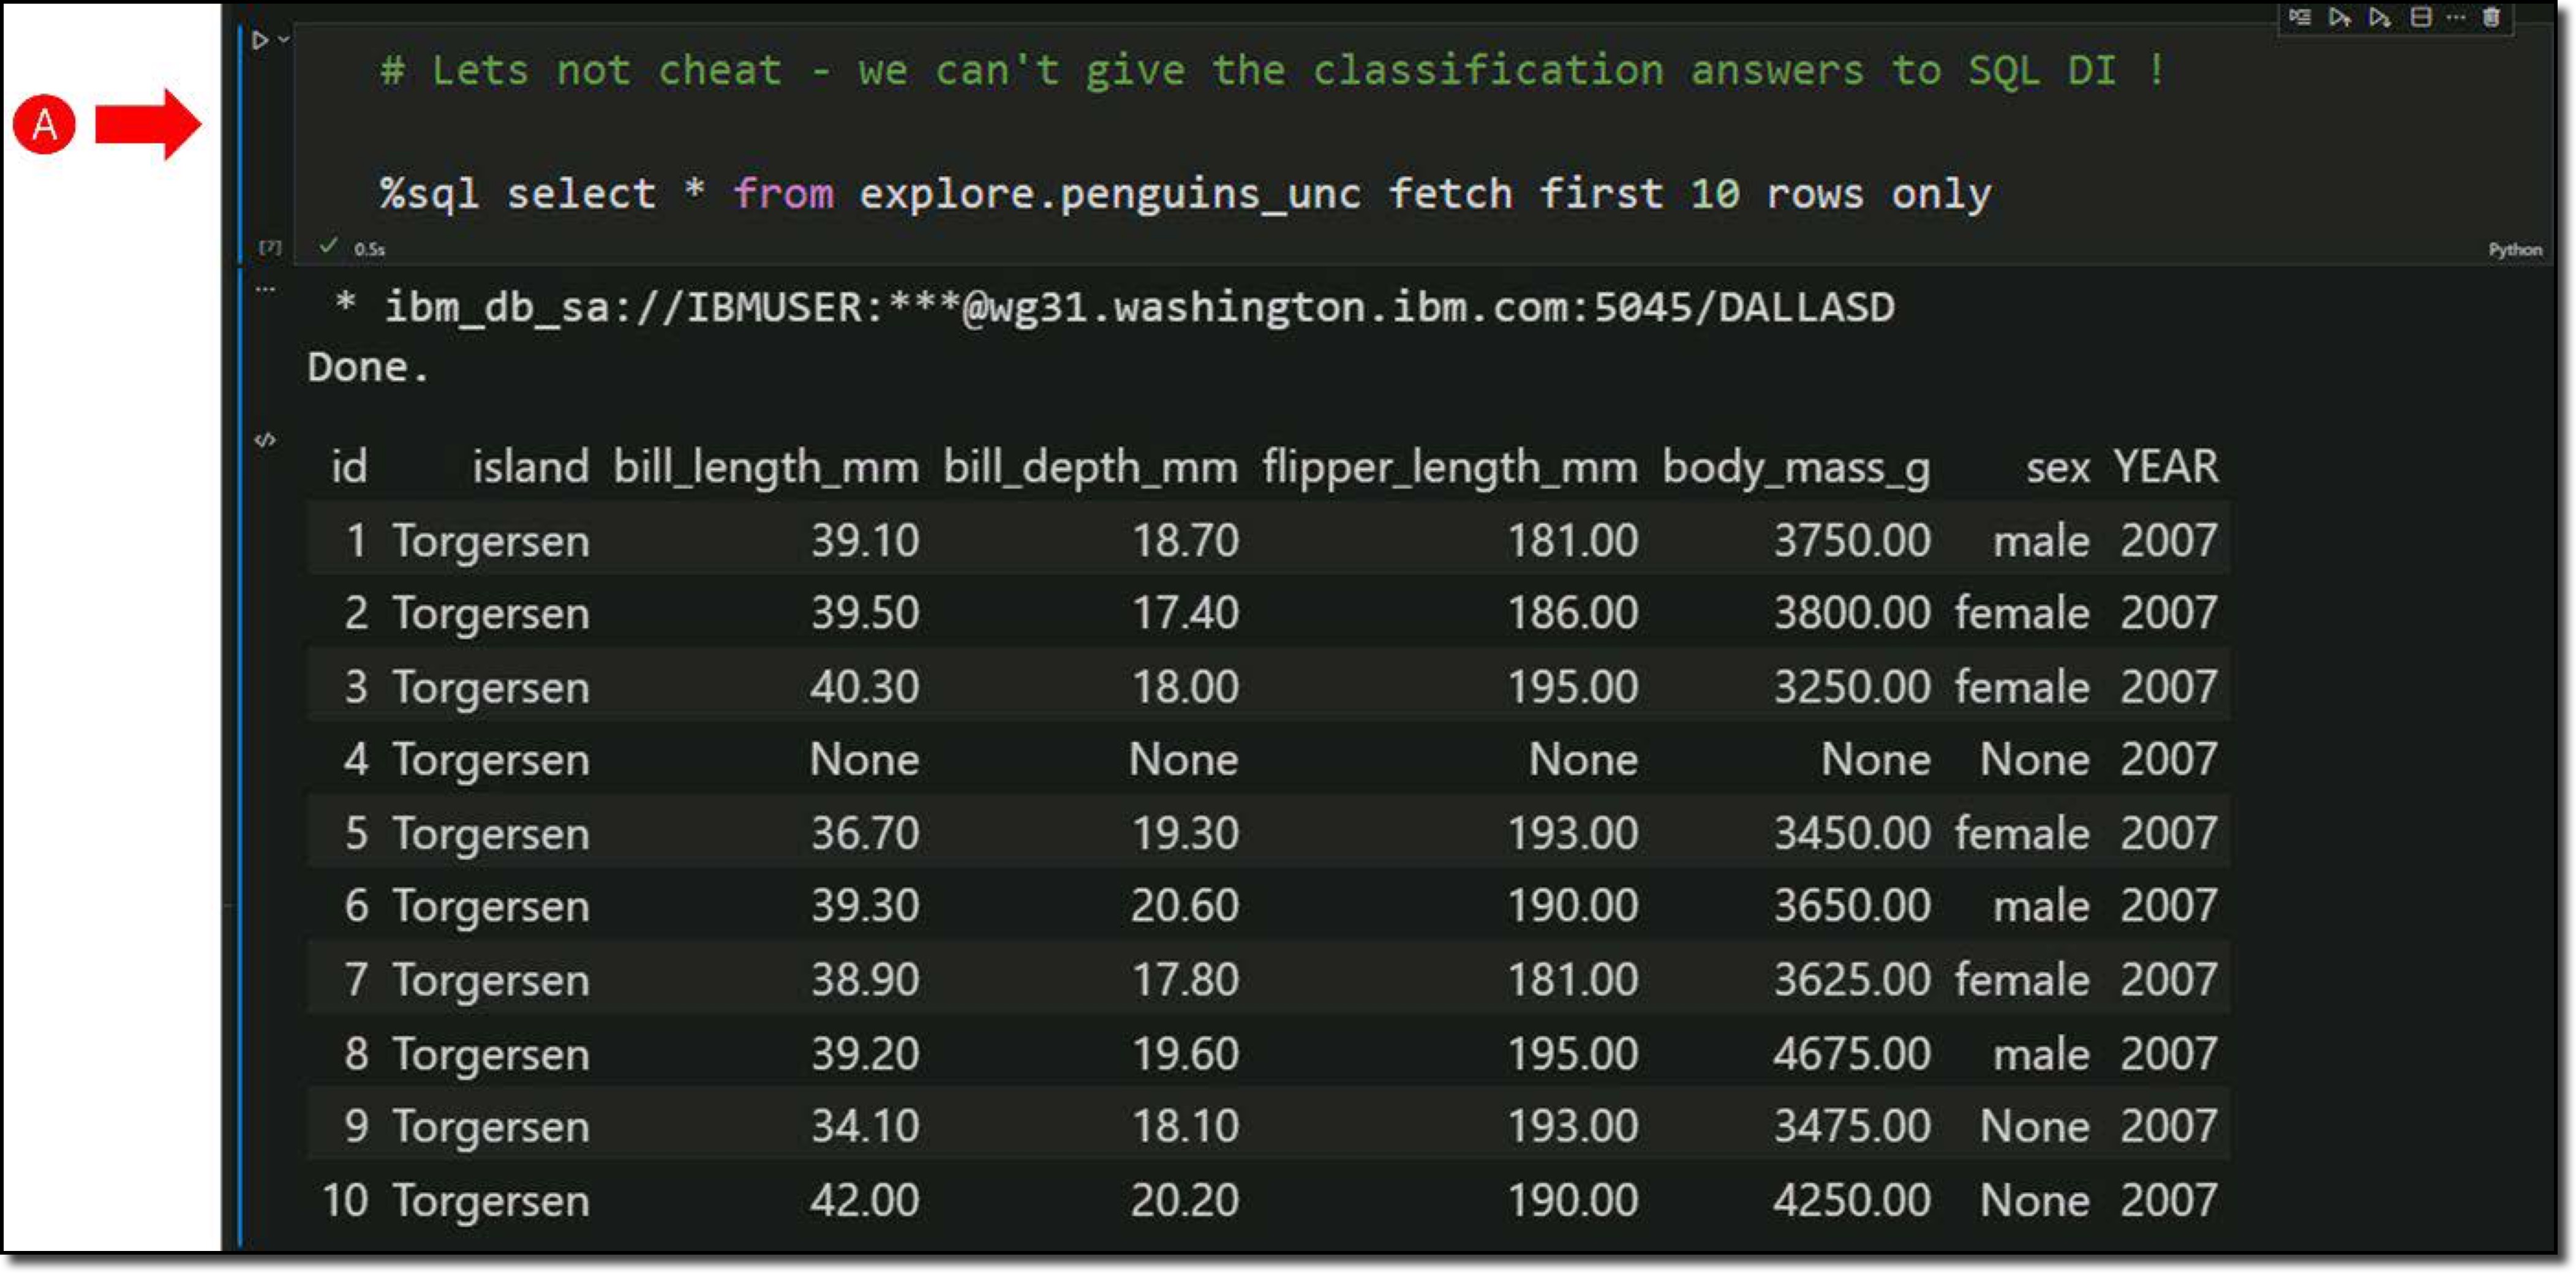 A
# Lets not cheat - we can't give the classification answers to SQL DI !
%sql select * from explore.penguins_unc fetch first 10 rows only
[7] 0.5s Python
* ibm_db_sa://IBMUSER:***@wg31.washington.ibm.com:5045/DALLASD
Done.
id island bill_length_mm bill_depth_mm flipper_length_mm body_mass_g sex YEAR
1 Torgersen 39.10 18.70 181.00 3750.00 male 2007
2 Torgersen 39.50 17.40 186.00 3800.00 female 2007
3 Torgersen 40.30 18.00 195.00 3250.00 female 2007
4 Torgersen None None None None None 2007
5 Torgersen 36.70 19.30 193.00 3450.00 female 2007
6 Torgersen 39.30 20.60 190.00 3650.00 male 2007
7 Torgersen 38.90 17.80 181.00 3625.00 female 2007
8 Torgersen 39.20 19.60 195.00 4675.00 male 2007
9 Torgersen 34.10 18.10 193.00 3475.00 None 2007
10 Torgersen 42.00 20.20 190.00 4250.00 None 2007